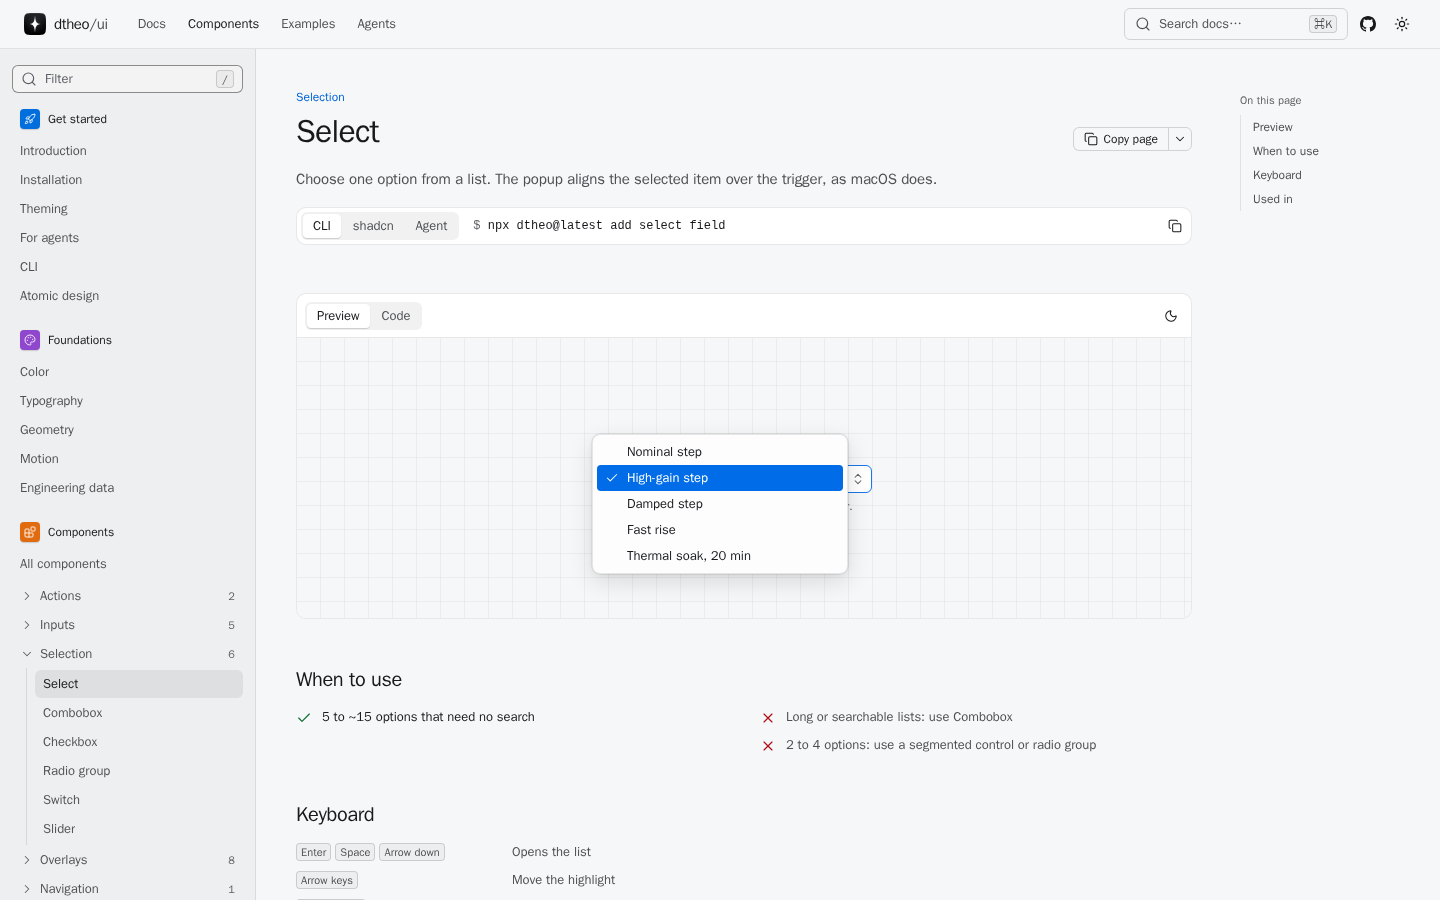 dtheo/ui
Docs
Components
Examples
Agents
Search docs…
⌘K
Filter
/
Get started
Introduction
Installation
Theming
For agents
CLI
Atomic design
Foundations
Color
Typography
Geometry
Motion
Engineering data
Components
All components
Actions 2
Inputs 5
Selection 6
Select
Combobox
Checkbox
Radio group
Switch
Slider
Overlays 8
Navigation 1
Selection
Select
Copy page
Choose one option from a list. The popup aligns the selected item over the trigger, as macOS does.
CLI shadcn Agent $ npx dtheo@latest add select field
Preview Code
Nominal step
High-gain step
Damped step
Fast rise
Thermal soak, 20 min
When to use
5 to ~15 options that need no search
Long or searchable lists: use Combobox
2 to 4 options: use a segmented control or radio group
Keyboard
Enter Space Arrow down Opens the list
Arrow keys Move the highlight
On this page
Preview
When to use
Keyboard
Used in